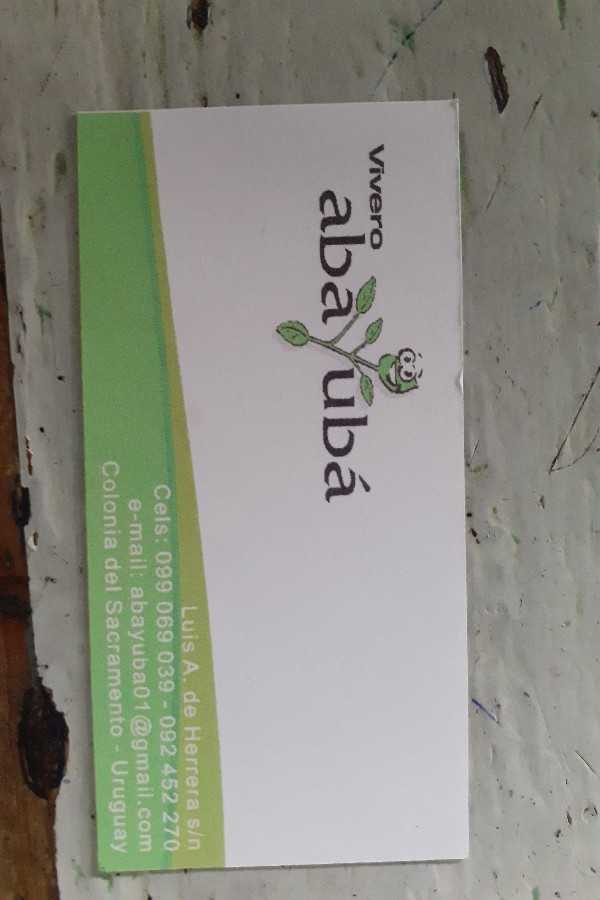 Vivero
abaYubá
Luis A. de Herrera s/n
Cels: 099 069 039 - 092 452 270
e-mail: abayuba01@gmail.com
Colonia del Sacramento - Uruguay